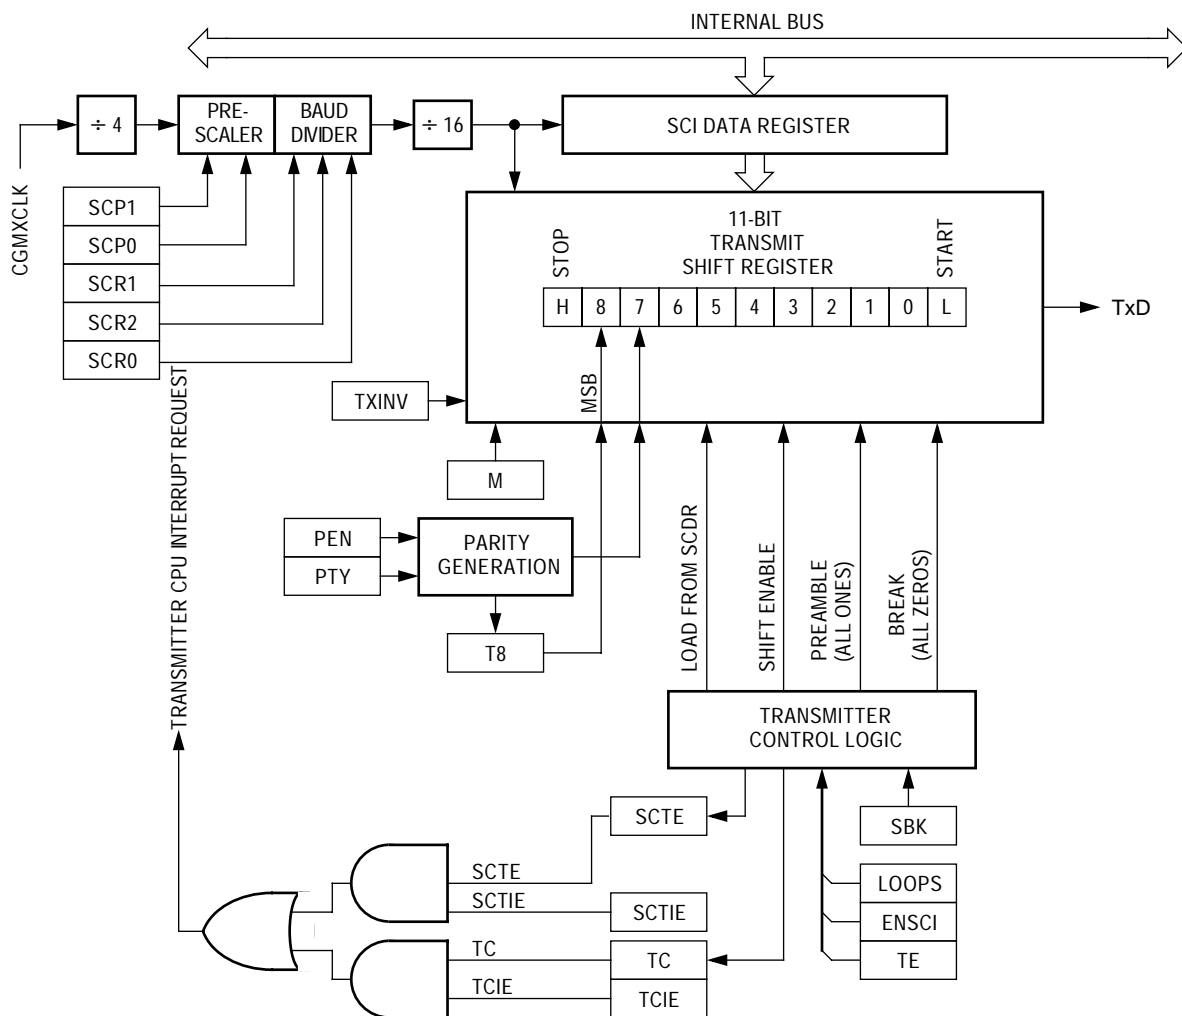 INTERNAL BUS
÷ 4
PRE-
SCALER
BAUD
DIVIDER
÷ 16
SCI DATA REGISTER
CGMXCLK
SCP1
SCP0
SCR1
SCR2
SCR0
11-BIT
TRANSMIT
SHIFT REGISTER
STOP
START
H 8 7 6 5 4 3 2 1 0 L
TxD
MSB
TXINV
M
PEN
PTY
PARITY
GENERATION
T8
TRANSMITTER CPU INTERRUPT REQUEST
LOAD FROM SCDR
SHIFT ENABLE
PREAMBLE
(ALL ONES)
BREAK
(ALL ZEROS)
TRANSMITTER
CONTROL LOGIC
SCTE
SBK
SCTE
SCTIE
SCTIE
LOOPS
ENSCI
TE
TC
TC
TCIE
TCIE